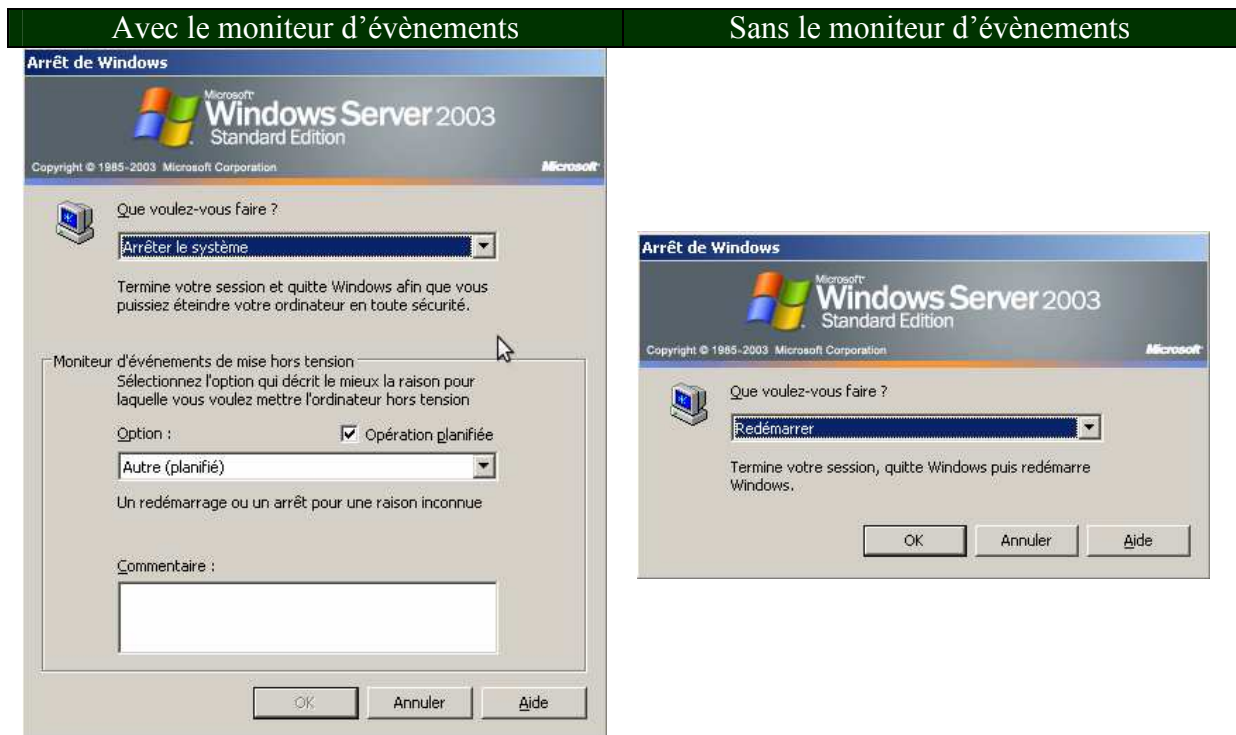 Avec le moniteur d’évènements
Sans le moniteur d’évènements
Arrêt de Windows
Microsoft
Windows Server 2003
Standard Edition
Copyright © 1985-2003 Microsoft Corporation
Microsoft
Que voulez-vous faire ?
Arrêter le système
Termine votre session et quitte Windows afin que vous
puissiez éteindre votre ordinateur en toute sécurité.
Moniteur d'événements de mise hors tension
Sélectionnez l'option qui décrit le mieux la raison pour
laquelle vous voulez mettre l'ordinateur hors tension
Option :
Opération planifiée
Autre (planifié)
Un redémarrage ou un arrêt pour une raison inconnue
Commentaire :
OK
Annuler
Aide
Arrêt de Windows
Microsoft
Windows Server 2003
Standard Edition
Copyright © 1985-2003 Microsoft Corporation
Microsoft
Que voulez-vous faire ?
Redémarrer
Termine votre session, quitte Windows puis redémarre
Windows.
OK
Annuler
Aide